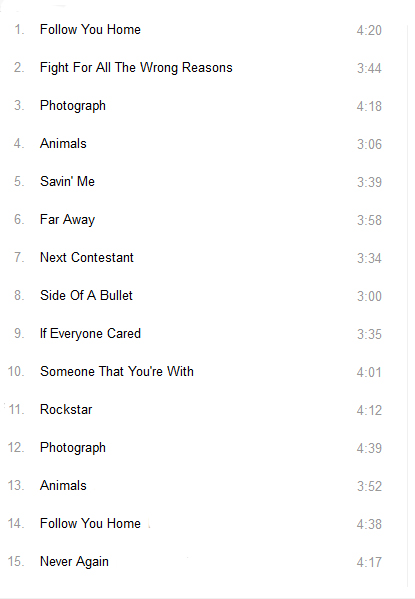 1. Follow You Home 4:20
2. Fight For All The Wrong Reasons 3:44
3. Photograph 4:18
4. Animals 3:06
5. Savin' Me 3:39
6. Far Away 3:58
7. Next Contestant 3:34
8. Side Of A Bullet 3:00
9. If Everyone Cared 3:35
10. Someone That You're With 4:01
11. Rockstar 4:12
12. Photograph 4:39
13. Animals 3:52
14. Follow You Home 4:38
15. Never Again 4:17